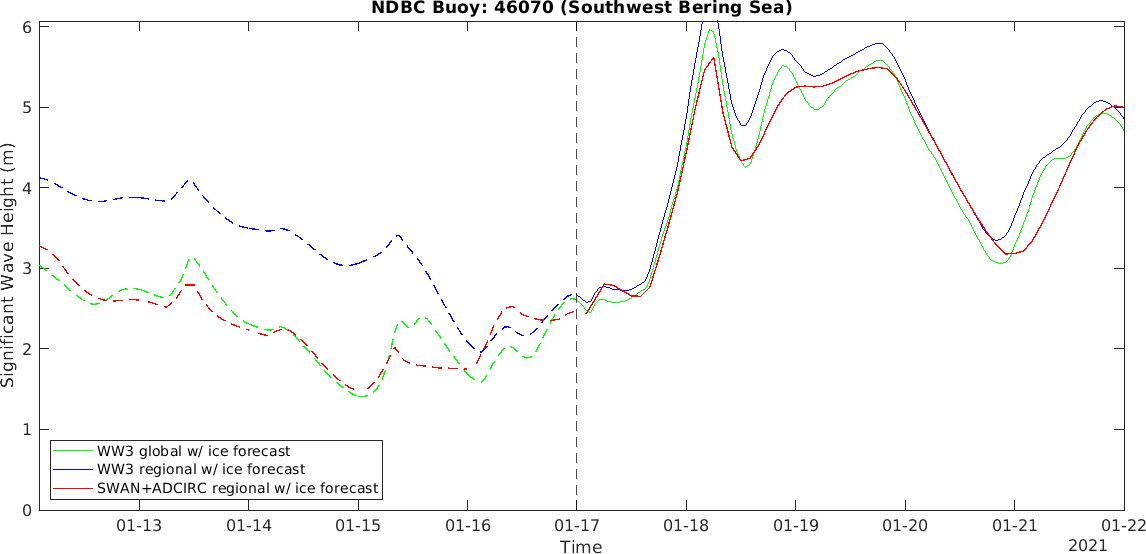 NDBC Buoy: 46070 (Southwest Bering Sea)
Significant Wave Height (m)
6
5
4
3
2
1
0
WW3 global w/ ice forecast
WW3 regional w/ ice forecast
SWAN+ADCIRC regional w/ ice forecast
01-13 01-14 01-15 01-16 01-17 01-18 01-19 01-20 01-21 01-22
Time
2021